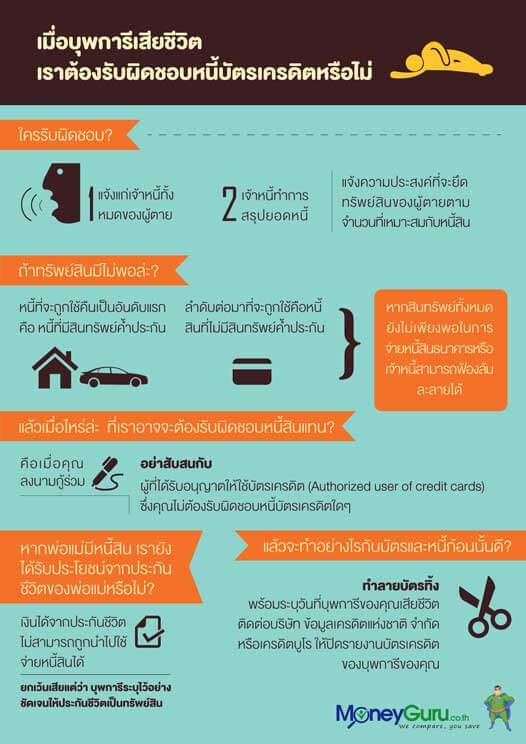 เมื่อบุพการีเสียชีวิต
เราต้องรับผิดชอบหนี้บัตรเครดิตหรือไม่
ใครรับผิดชอบ?
1 แจ้งแก่เจ้าหนี้ทั้ง
หมดของผู้ตาย
2 เจ้าหนี้ทำการ
สรุปยอดหนี้
แจ้งความประสงค์ที่จะยึด
ทรัพย์สินของผู้ตายตาม
จำนวนที่เหมาะสมกับหนี้สิน
ถ้าทรัพย์สินมีไม่พอล่ะ?
หนี้ที่จะถูกใช้คืนเป็นอันดับแรก
คือ หนี้ที่มีสินทรัพย์ค้ำประกัน
ลำดับต่อมาที่จะถูกใช้คือหนี้
สินที่ไม่มีสินทรัพย์ค้ำประกัน
หากสินทรัพย์ทั้งหมด
ยังไม่เพียงพอในการ
จ่ายหนี้สินธนาคารหรือ
เจ้าหนี้สามารถฟ้องล้ม
ละลายได้
แล้วเมื่อไหร่ล่ะ ที่เราอาจจะต้องรับผิดชอบหนี้สินแทน?
คือเมื่อคุณ
ลงนามกู้ร่วม
อย่าสับสนกับ
ผู้ที่ได้รับอนุญาตให้ใช้บัตรเครดิต (Authorized user of credit cards)
ซึ่งคุณไม่ต้องรับผิดชอบหนี้บัตรเครดิตใดๆ
หากพ่อแม่มีหนี้สิน เรายัง
ได้รับประโยชน์จากประกัน
ชีวิตของพ่อแม่หรือไม่?
เงินได้จากประกันชีวิต
ไม่สามารถถูกนำไปใช้
จ่ายหนี้สินได้
ยกเว้นเสียแต่ว่า บุพการีระบุไว้อย่าง
ชัดเจนให้ประกันชีวิตเป็นทรัพย์สิน
แล้วจะทำอย่างไรกับบัตรและหนี้ก้อนนั้นดี?
ทำลายบัตรทิ้ง
พร้อมระบุวันที่บุพการีของคุณเสียชีวิต
ติดต่อบริษัท ข้อมูลเครดิตแห่งชาติ จำกัด
หรือเครดิตบูโร ให้ปิดรายงานบัตรเครดิต
ของบุพการีของคุณ
MoneyGuru.co.th
We compare, you save